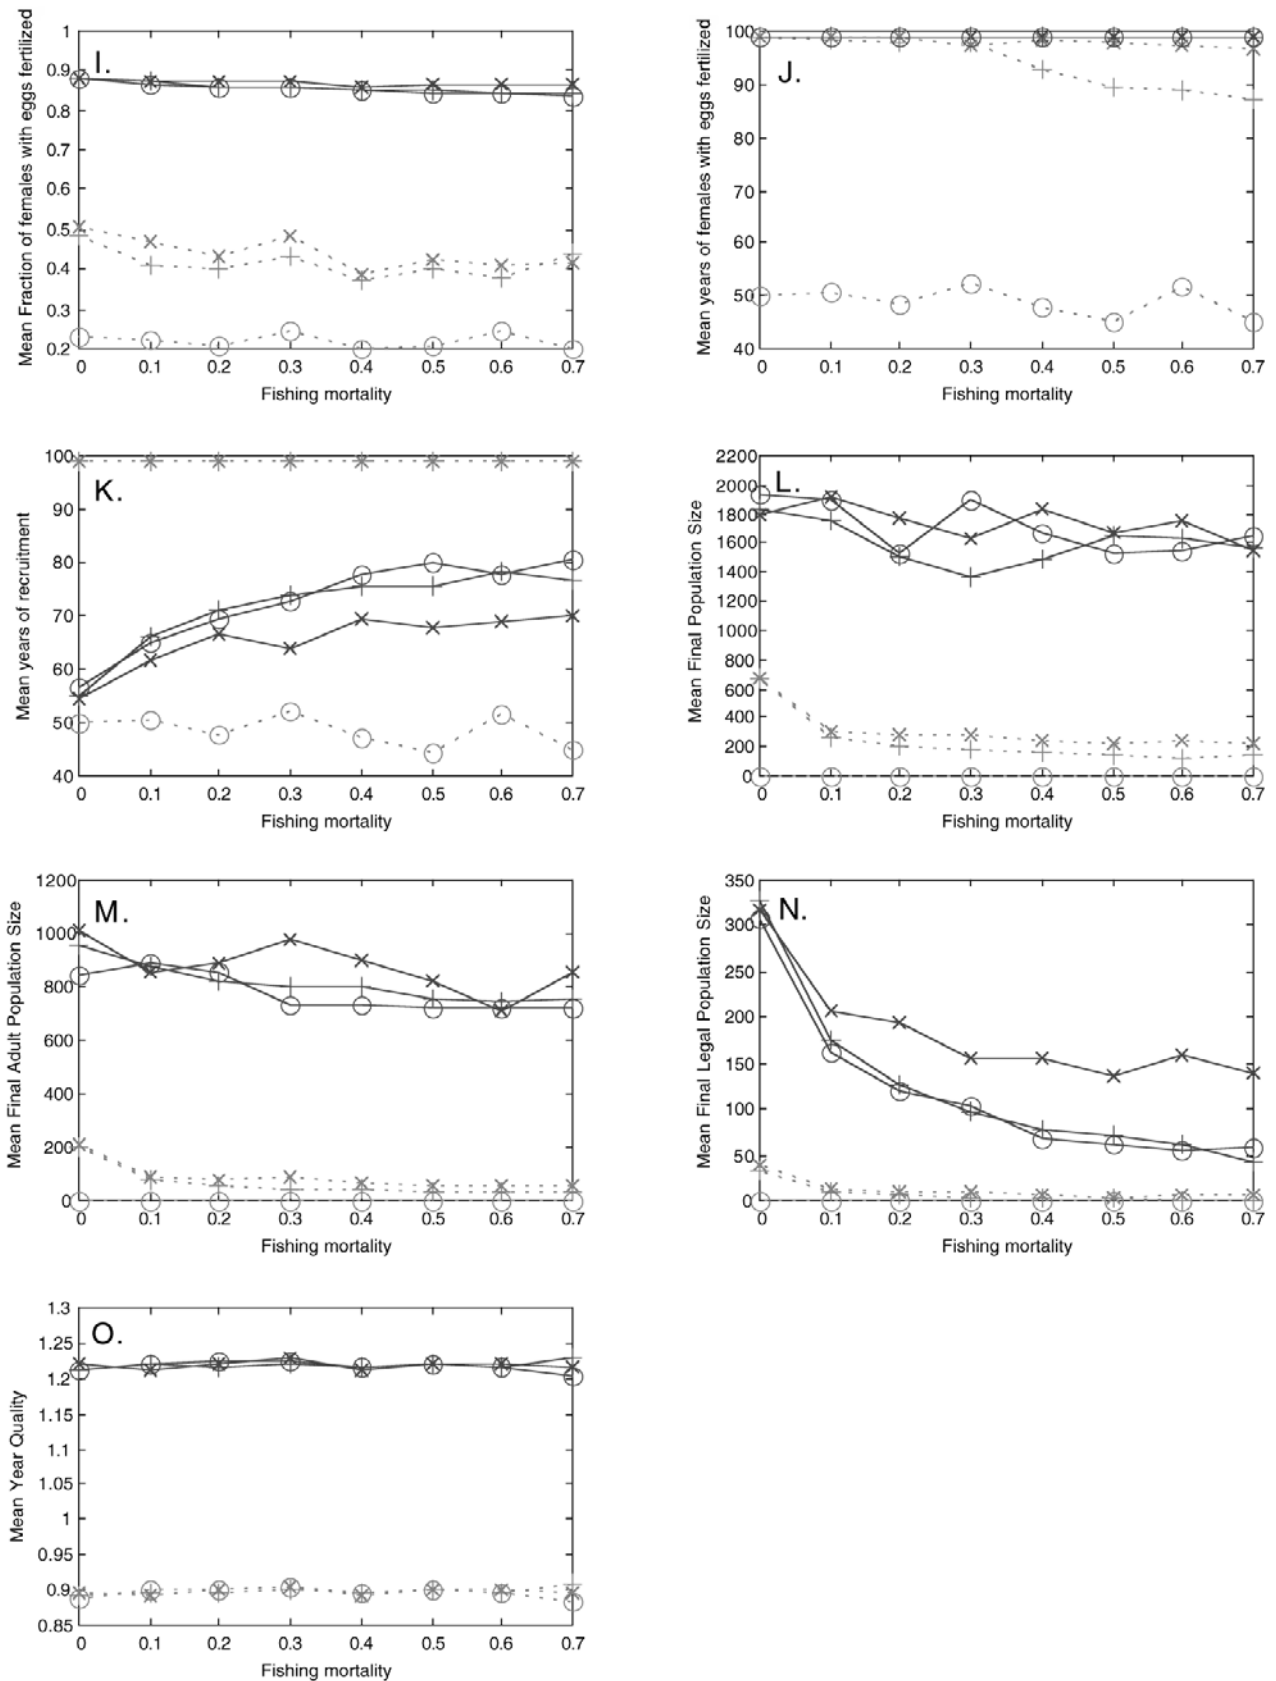 I.
Mean Fraction of females with eggs fertilized
1
0.9
0.8
0.7
0.6
0.5
0.4
0.3
0.2
0 0.1 0.2 0.3 0.4 0.5 0.6 0.7
Fishing mortality
J.
Mean years of females with eggs fertilized
100
90
80
70
60
50
40
0 0.1 0.2 0.3 0.4 0.5 0.6 0.7
Fishing mortality
K.
Mean years of recruitment
100
90
80
70
60
50
40
0 0.1 0.2 0.3 0.4 0.5 0.6 0.7
Fishing mortality
L.
Mean Final Population Size
2200
2000
1800
1600
1400
1200
1000
800
600
400
200
0
0 0.1 0.2 0.3 0.4 0.5 0.6 0.7
Fishing mortality
M.
Mean Final Adult Population Size
1200
1000
800
600
400
200
0
0 0.1 0.2 0.3 0.4 0.5 0.6 0.7
Fishing mortality
N.
Mean Final Legal Population Size
350
300
250
200
150
100
50
0
0 0.1 0.2 0.3 0.4 0.5 0.6 0.7
Fishing mortality
O.
Mean Year Quality
1.3
1.25
1.2
1.15
1.1
1.05
1
0.95
0.9
0.85
0 0.1 0.2 0.3 0.4 0.5 0.6 0.7
Fishing mortality